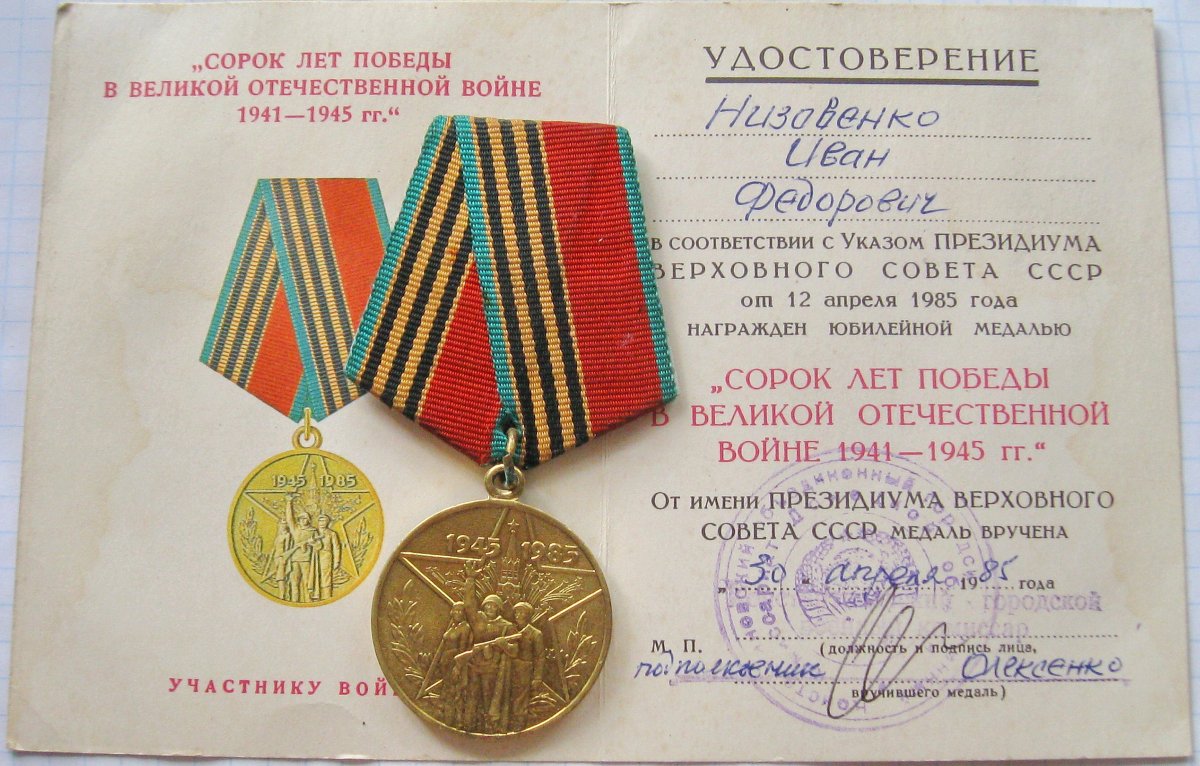 „СОРОК ЛЕТ ПОБЕДЫ
В ВЕЛИКОЙ ОТЕЧЕСТВЕННОЙ ВОЙНЕ
1941—1945 гг.“
1945 1985
1945 1985
УЧАСТНИКУ
УДОСТОВЕРЕНИЕ
Низовенко
Иван
Федорович
В СООТВЕТСТВИИ С УКАЗОМ ПРЕЗИДИУМА
ВЕРХОВНОГО СОВЕТА СССР
от 12 апреля 1985 года
НАГРАЖДЕН ЮБИЛЕЙНОЙ МЕДАЛЬЮ
„СОРОК ЛЕТ ПОБЕДЫ
В ВЕЛИКОЙ ОТЕЧЕСТВЕННОЙ
ВОЙНЕ 1941—1945 гг.“
ОТ ИМЕНИ ПРЕЗИДИУМА ВЕРХОВНОГО
СОВЕТА СССР МЕДАЛЬ ВРУЧЕНА
„30“ апреля 1985 года
городской
М. П.
(должность и подпись лица,
подполковник Олексенко
вручившего медаль)